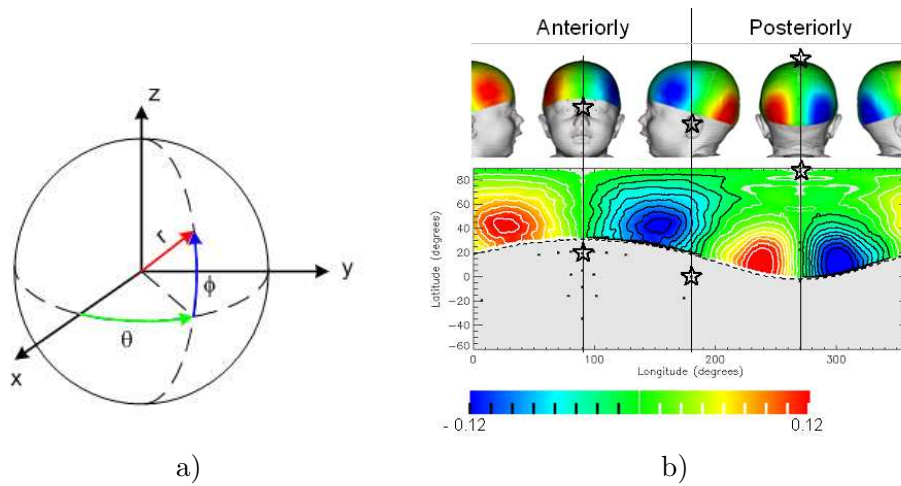 z
r
y
ϕ
θ
x
a)
Anteriorly Posteriorly
80
60
40
20
0
-20
-40
-60
Latitude (degrees)
0 100 200 300
Longitude (degrees)
- 0.12 0.12
b)